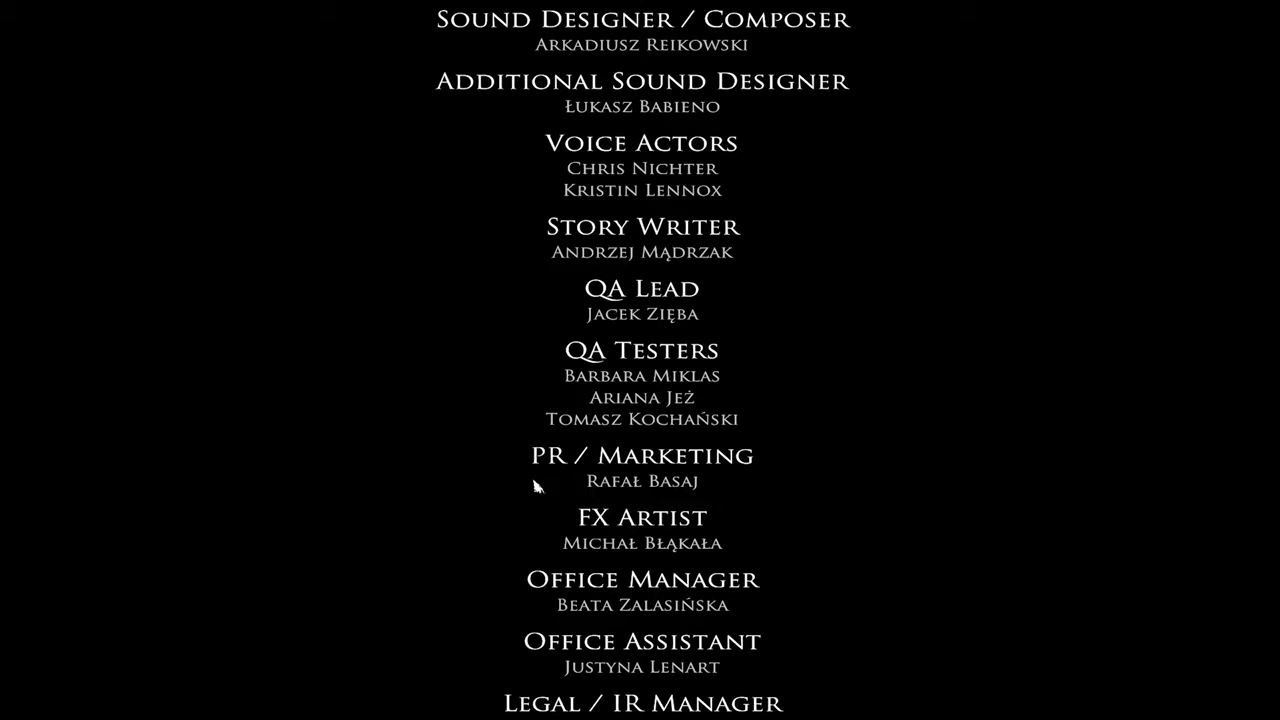 Sound Designer / Composer
Arkadiusz Reikowski
Additional Sound Designer
Łukasz Babieno
Voice Actors
Chris Nichter
Kristin Lennox
Story Writer
Andrzej Mądrzak
QA Lead
Jacek Zięba
QA Testers
Barbara Miklas
Ariana Jeż
Tomasz Kochański
PR / Marketing
Rafał Basaj
FX Artist
Michał Błąkała
Office Manager
Beata Zalasińska
Office Assistant
Justyna Lenart
Legal / IR Manager